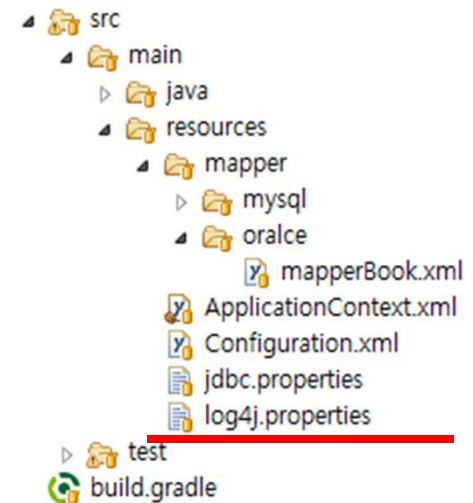 src
main
java
resources
mapper
mysql
oralce
mapperBook.xml
ApplicationContext.xml
Configuration.xml
jdbc.properties
log4j.properties
test
build.gradle